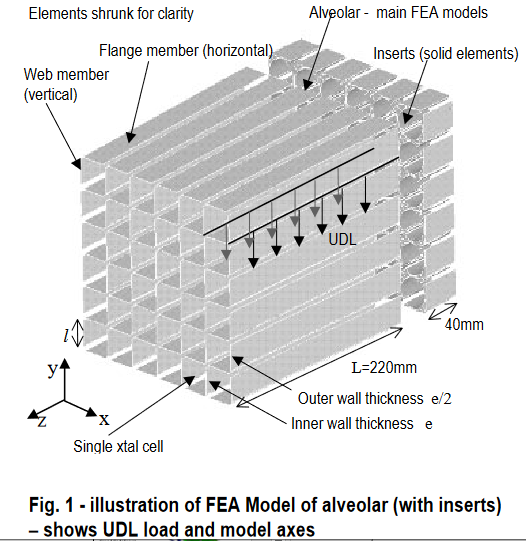 Elements shrunk for clarity
Alveolar - main FEA models
Flange member (horizontal)
Inserts (solid elements)
Web member
(vertical)
UDL
40mm
l
L=220mm
y
x
z
Outer wall thickness e/2
Inner wall thickness e
Single xtal cell
Fig. 1 - illustration of FEA Model of alveolar (with inserts)
– shows UDL load and model axes